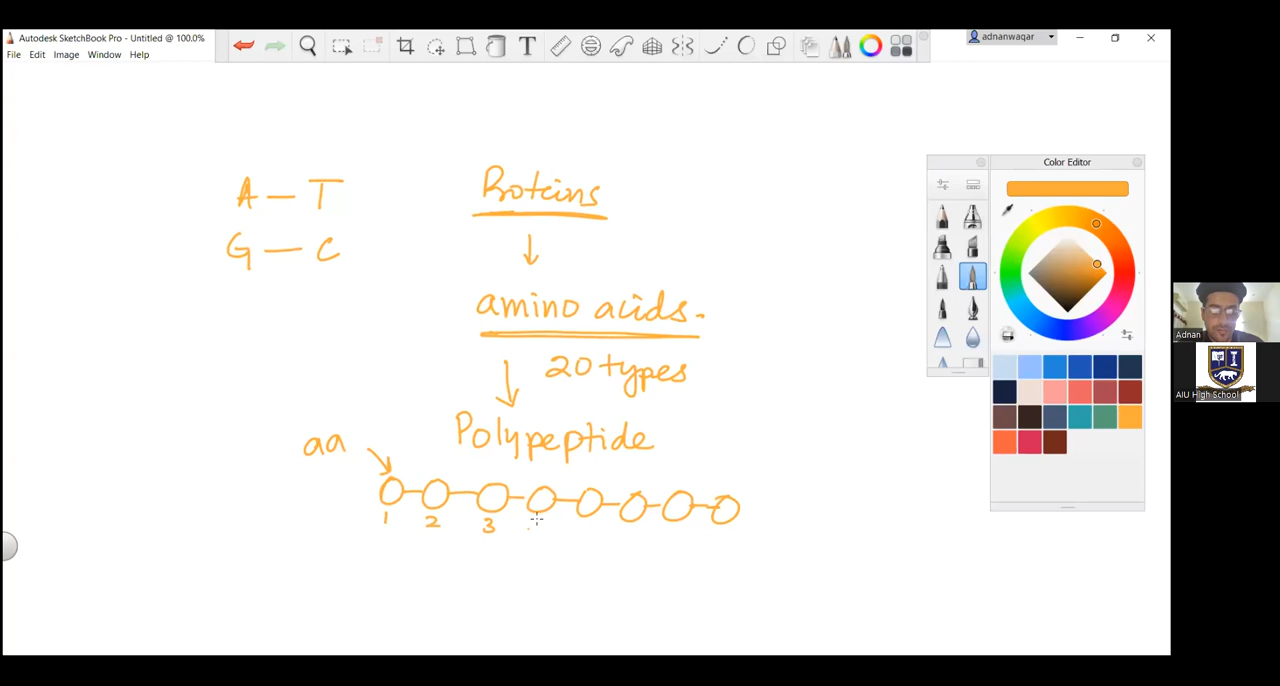 Autodesk SketchBook Pro - Untitled @ 100.0%
adnanwaqar
File Edit Image Window Help
T
Color Editor
A — T
G — C
Proteins
amino acids.
20 types
Polypeptide
aa
1 2 3
Adnan
AIU High School